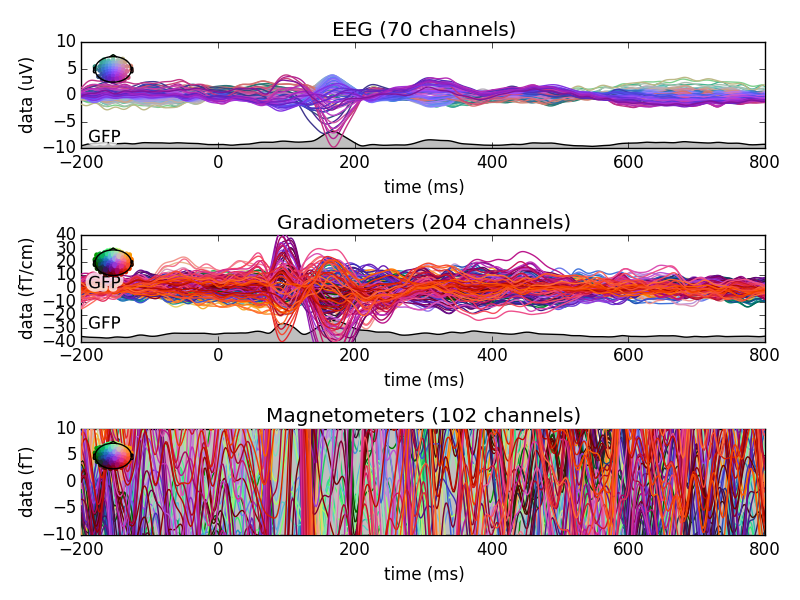 EEG (70 channels)
10
5
0
−5
−10
data (uV)
GFP
−200 0 200 400 600 800
time (ms)
Gradiometers (204 channels)
40
30
20
10
0
−10
−20
−30
−40
data (fT/cm)
GFP
GFP
−200 0 200 400 600 800
time (ms)
Magnetometers (102 channels)
10
5
0
−5
−10
data (fT)
−200 0 200 400 600 800
time (ms)